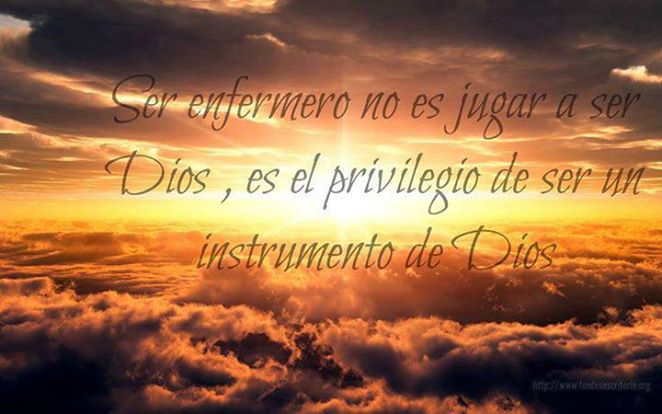 Ser enfermero no es jugar a ser
Dios , es el privilegio de ser un
instrumento de Dios
http://www.fondosescritorio.org